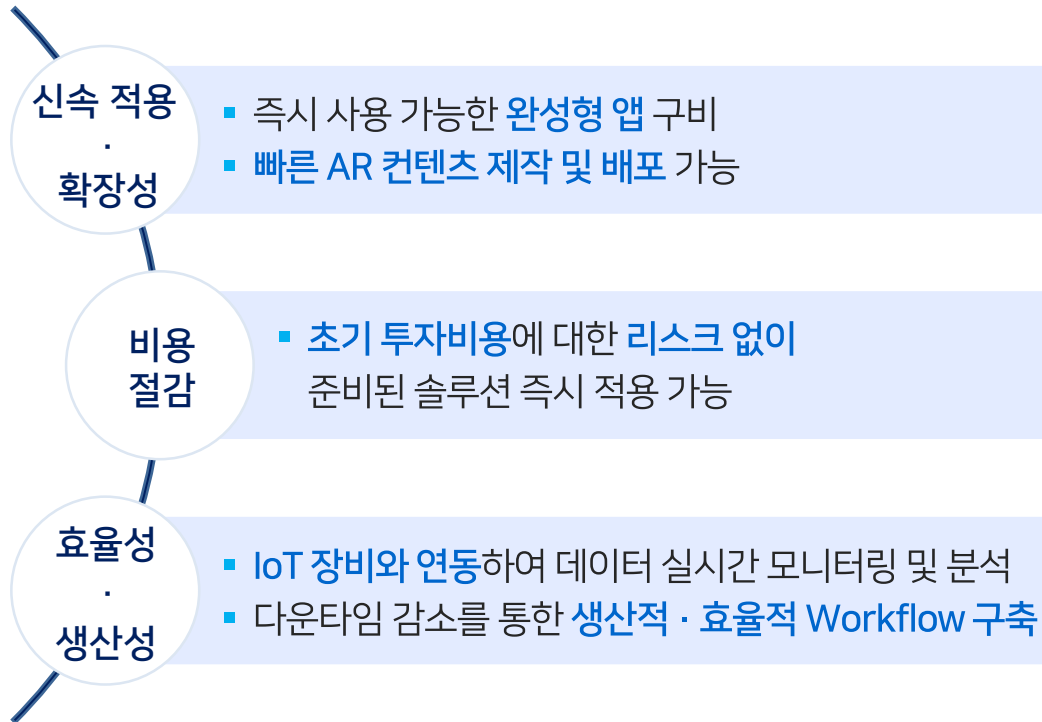 신속 적용
·
확장성
▪ 즉시 사용 가능한 완성형 앱 구비
▪ 빠른 AR 컨텐츠 제작 및 배포 가능
비용
절감
▪ 초기 투자비용에 대한 리스크 없이
준비된 솔루션 즉시 적용 가능
효율성
·
생산성
▪ IoT 장비와 연동하여 데이터 실시간 모니터링 및 분석
▪ 다운타임 감소를 통한 생산적 · 효율적 Workflow 구축